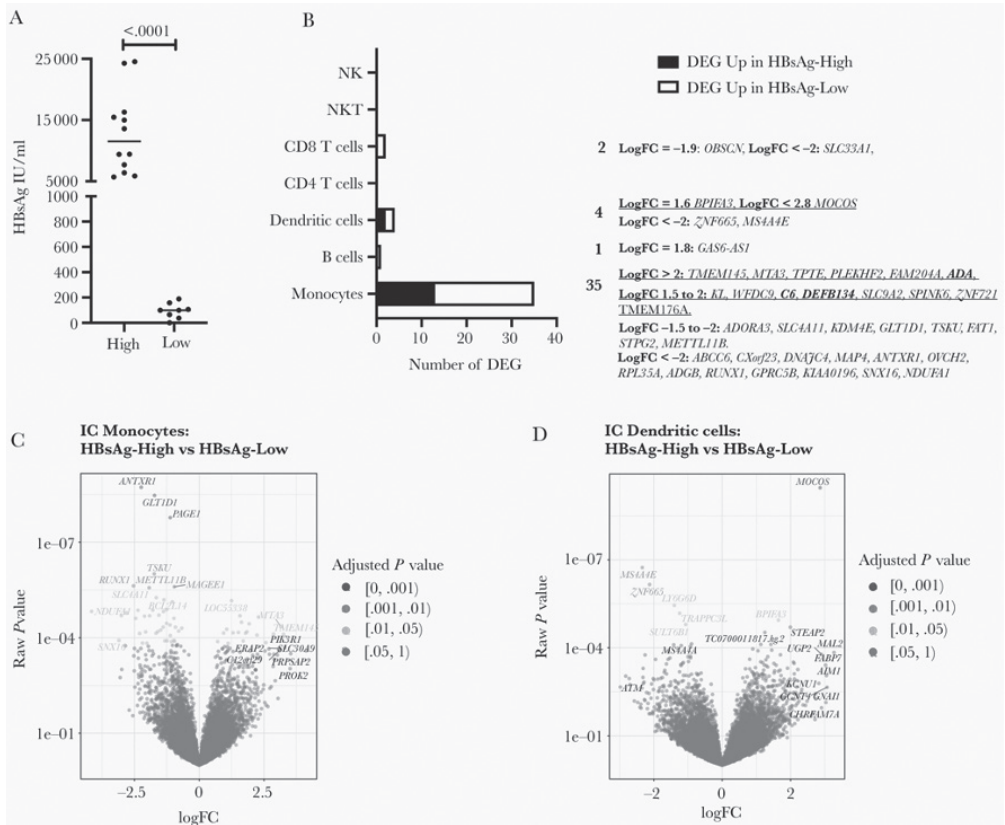 A
<.0001
HBsAg IU/ml
25 000
15 000
5000
1000
800
600
400
200
0
High
Low
B
NK
NKT
CD8 T cells
CD4 T cells
Dendritic cells
B cells
Monocytes
0
10
20
30
40
Number of DEG
DEG Up in HBsAg-High
DEG Up in HBsAg-Low
2 LogFC = –1.9: OBSCN, LogFC < –2: SLC33A1,
4 LogFC = 1.6 BPIFA3, LogFC < 2.8 MOCOS
LogFC < –2: ZNF665, MS4A4E
1 LogFC = 1.8: GAS6-AS1
35 LogFC > 2: TMEM145, MTA3, TPTE, PLEKHF2, FAM204A, ADA,
LogFC 1.5 to 2: KL, WFDC9, C6, DEFB134, SLC9A2, SPINK6, ZNF721
TMEM176A.
LogFC –1.5 to –2: ADORA3, SLC4A11, KDM4E, GLT1D1, TSKU, FAT1,
STPG2, METTL11B.
LogFC < –2: ABCC6, CXorf23, DNAJC4, MAP4, ANTXR1, OVCH2,
RPL35A, ADGB, RUNX1, GPRC5B, KIAA0196, SNX16, NDUFA1
C
IC Monocytes:
HBsAg-High vs HBsAg-Low
Raw P value
1e–07
1e–04
1e–01
ANTXR1
GLT1D1
PAGE1
TSKU
RUNX1
METTL11B
MAGEE1
SLC4A11
NDUFA1
MTA3
TMEM145
SNX16
PIK3R1
ERAP2
SLC30A9
PRPSAP2
PROK2
–2.5
0
2.5
logFC
Adjusted P value
[0, .001)
[.001, .01)
[.01, .05)
[.05, 1)
D
IC Dendritic cells:
HBsAg-High vs HBsAg-Low
Raw P value
1e–07
1e–04
1e–01
MOCOS
MS4A4E
ZNF665
LY6G6D
TRAPPC3L
BPIFA3
SULT6B1
STEAP2
MS4A4A
UGP2
MAL2
FABP7
AIM1
ATM
KCNU1
GCNT4
GNAI1
CHRFAM7A
–2
0
2
logFC
Adjusted P value
[0, .001)
[.001, .01)
[.01, .05)
[.05, 1)